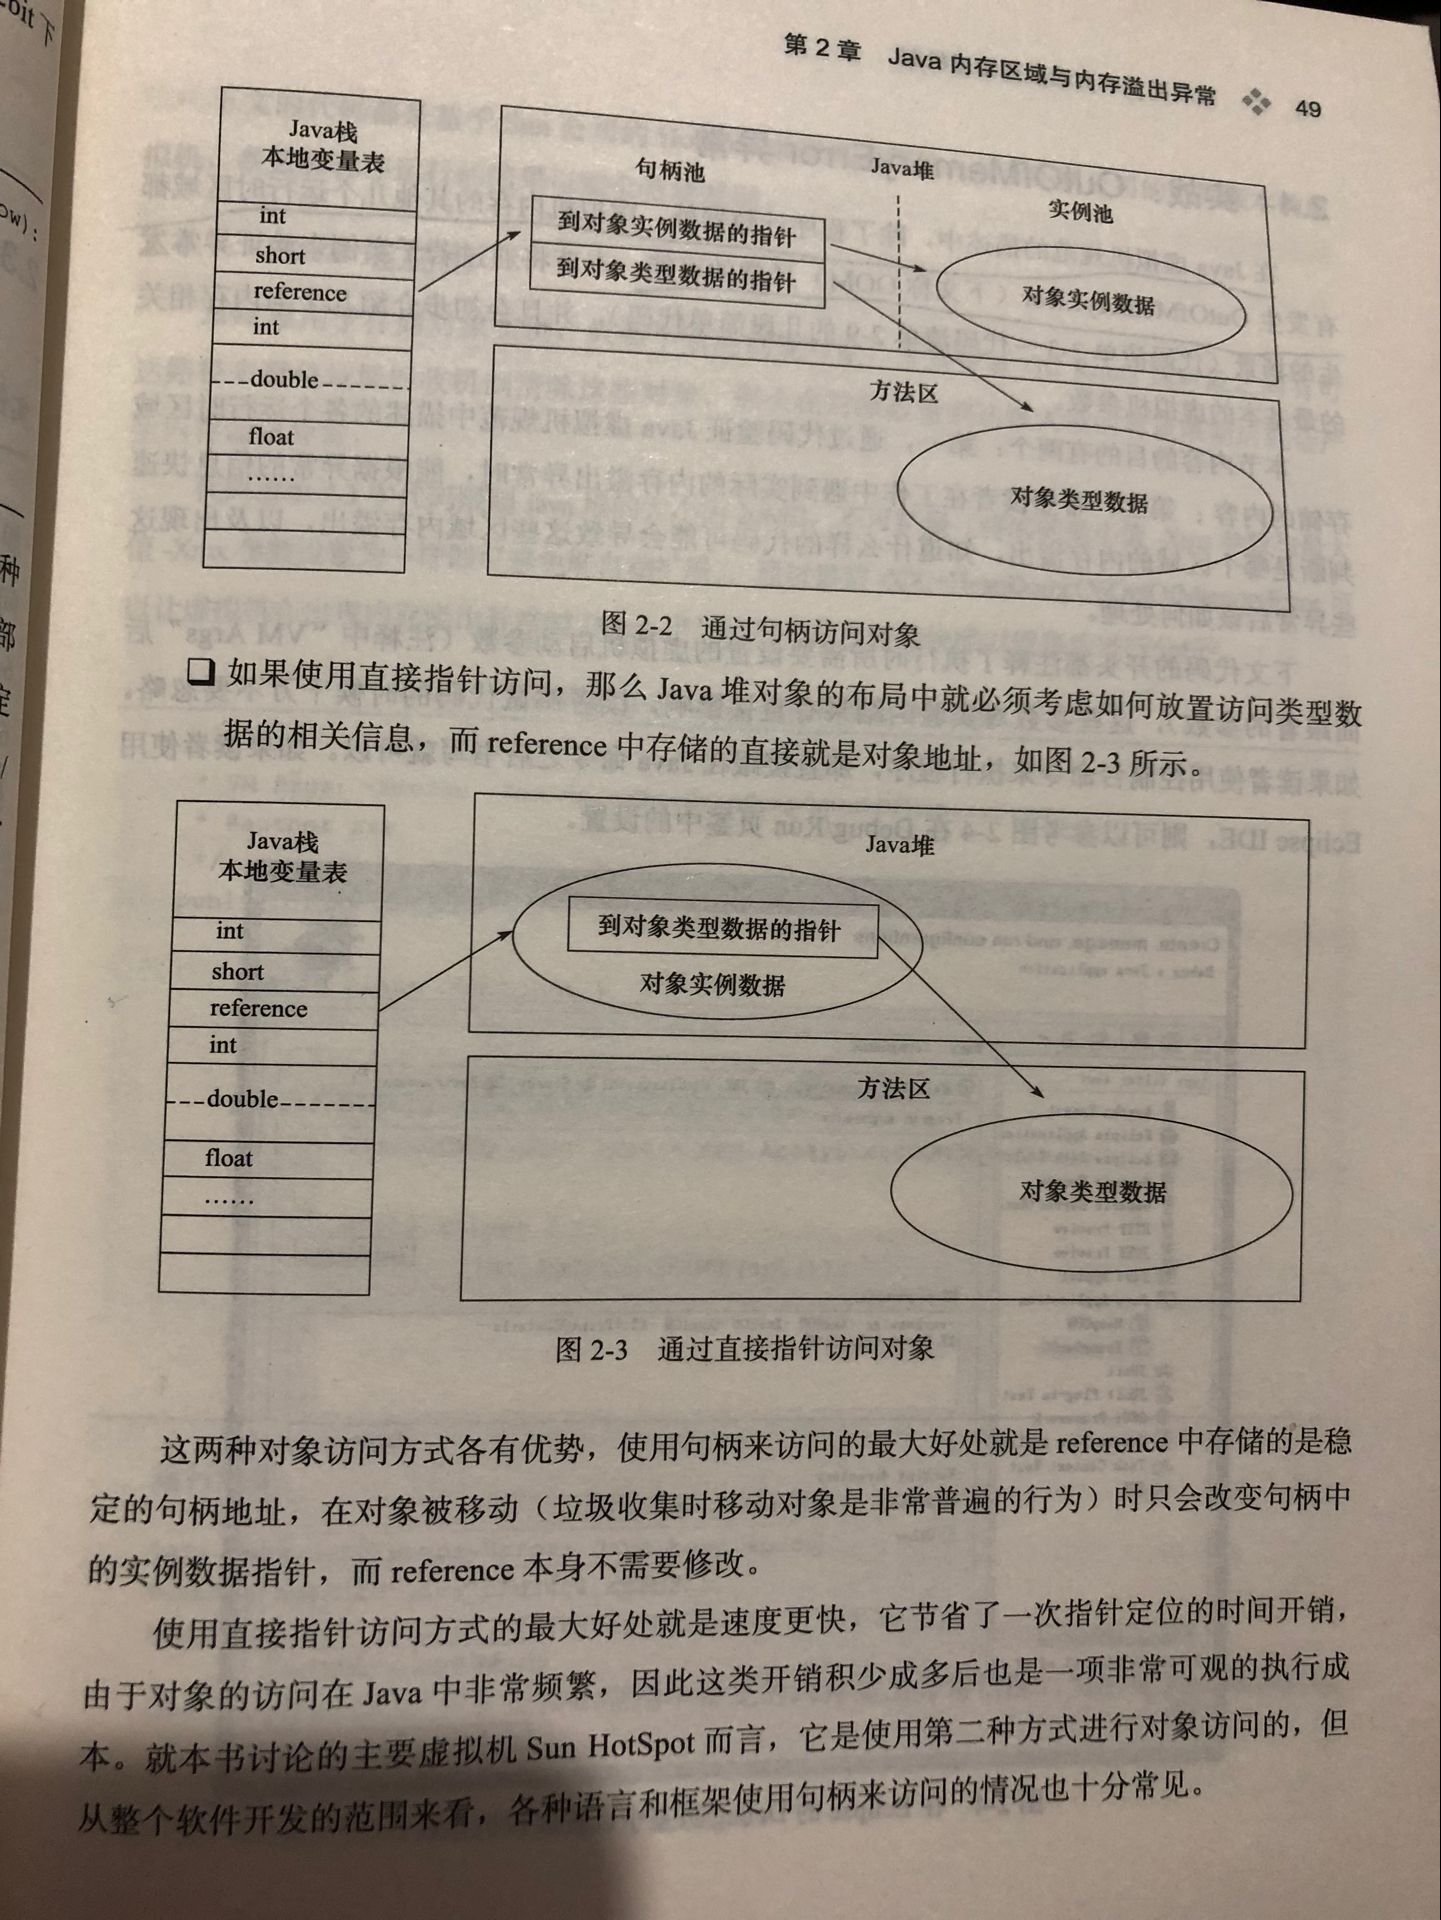 第 2 章 Java 内存区域与内存溢出异常 49
Java栈
本地变量表
int
short
reference
int
double
float
……
句柄池
Java堆
实例池
到对象实例数据的指针
到对象类型数据的指针
对象实例数据
方法区
对象类型数据
图 2-2 通过句柄访问对象
❑ 如果使用直接指针访问，那么 Java 堆对象的布局中就必须考虑如何放置访问类型数
据的相关信息，而 reference 中存储的直接就是对象地址，如图 2-3 所示。
Java栈
本地变量表
int
short
reference
int
double
float
……
Java堆
到对象类型数据的指针
对象实例数据
方法区
对象类型数据
图 2-3 通过直接指针访问对象
这两种对象访问方式各有优势，使用句柄来访问的最大好处就是 reference 中存储的是稳
定的句柄地址，在对象被移动（垃圾收集时移动对象是非常普遍的行为）时只会改变句柄中
的实例数据指针，而 reference 本身不需要修改。
使用直接指针访问方式的最大好处就是速度更快，它节省了一次指针定位的时间开销，
由于对象的访问在 Java 中非常频繁，因此这类开销积少成多后也是一项非常可观的执行成
本。就本书讨论的主要虚拟机 Sun HotSpot 而言，它是使用第二种方式进行对象访问的，但
从整个软件开发的范围来看，各种语言和框架使用句柄来访问的情况也十分常见。